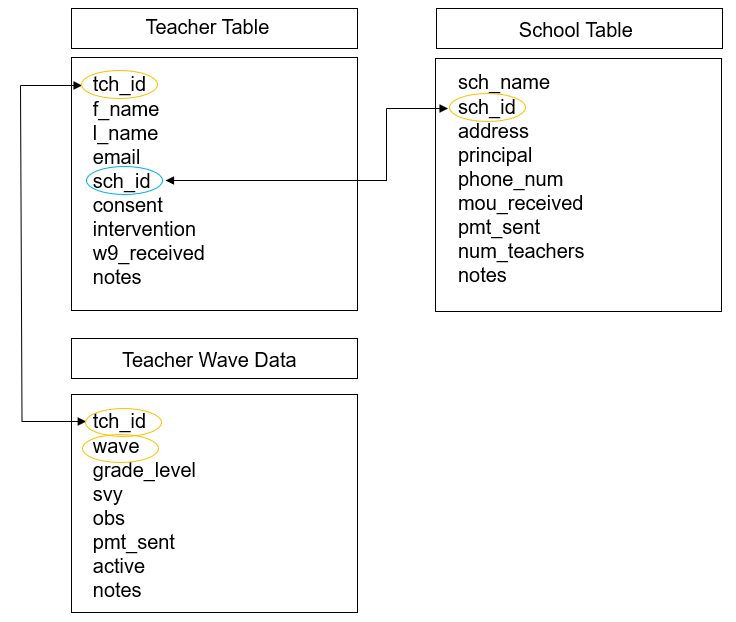 Teacher Table
tch_id
f_name
l_name
email
sch_id
consent
intervention
w9_received
notes
School Table
sch_name
sch_id
address
principal
phone_num
mou_received
pmt_sent
num_teachers
notes
Teacher Wave Data
tch_id
wave
grade_level
svy
obs
pmt_sent
active
notes